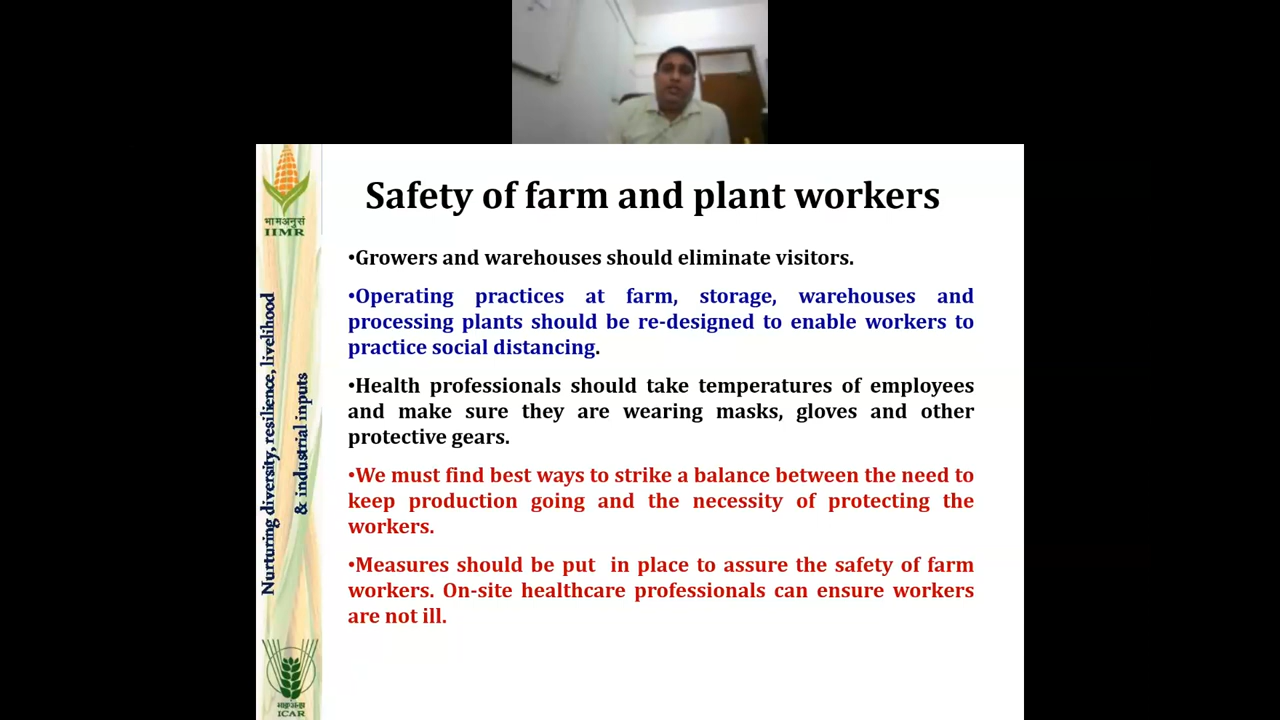 Safety of farm and plant workers
भामअनुसं
IIMR
•Growers and warehouses should eliminate visitors.
•Operating practices at farm, storage, warehouses and
processing plants should be re-designed to enable workers to
practice social distancing.
•Health professionals should take temperatures of employees
and make sure they are wearing masks, gloves and other
protective gears.
•We must find best ways to strike a balance between the need to
keep production going and the necessity of protecting the
workers.
•Measures should be put  in place to assure the safety of farm
workers. On-site healthcare professionals can ensure workers
are not ill.
Nurturing diversity, resilience, livelihood
& industrial inputs
ICAR